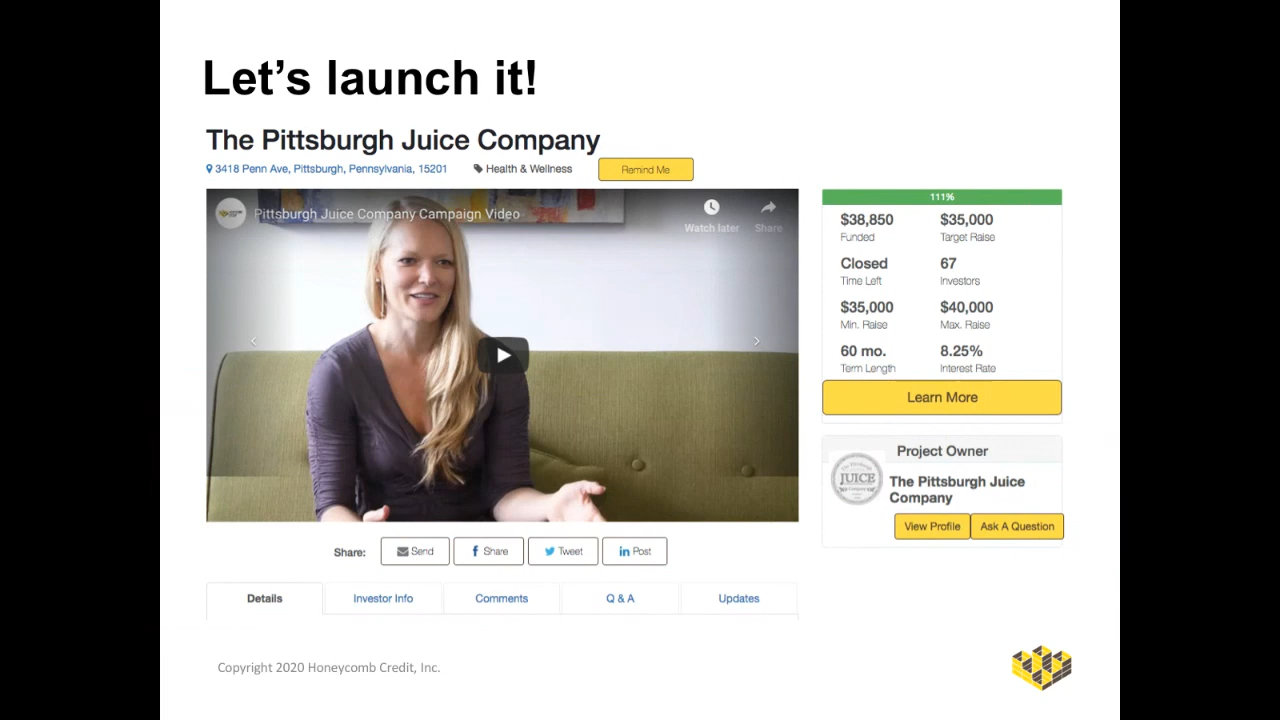 Let's launch it!
The Pittsburgh Juice Company
3418 Penn Ave, Pittsburgh, Pennsylvania, 15201
Health & Wellness
Remind Me
Pittsburgh Juice Company Campaign Video
Watch later
Share
111%
$38,850
$35,000
Funded
Target Raise
Closed
67
Time Left
Investors
$35,000
$40,000
Min. Raise
Max. Raise
60 mo.
8.25%
Term Length
Interest Rate
Learn More
Project Owner
JUICE
The Pittsburgh Juice
Company
View Profile
Ask A Question
Share:
Send
Share
Tweet
Post
Details
Investor Info
Comments
Q & A
Updates
Copyright 2020 Honeycomb Credit, Inc.